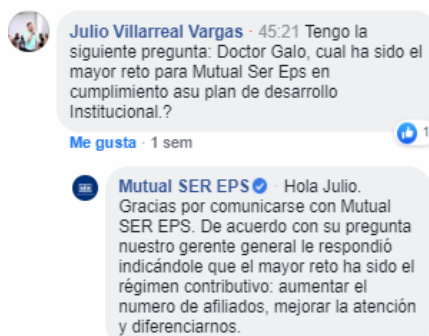 Julio Villarreal Vargas · 45:21 Tengo la
siguiente pregunta: Doctor Galo, cual ha sido el
mayor reto para Mutual Ser Eps en
cumplimiento asu plan de desarrollo
Institucional.?
1
Me gusta · 1 sem
Mutual SER EPS · Hola Julio.
Gracias por comunicarse con Mutual
SER EPS. De acuerdo con su pregunta
nuestro gerente general le respondió
indicándole que el mayor reto ha sido el
régimen contributivo: aumentar el
numero de afiliados, mejorar la atención
y diferenciarnos.